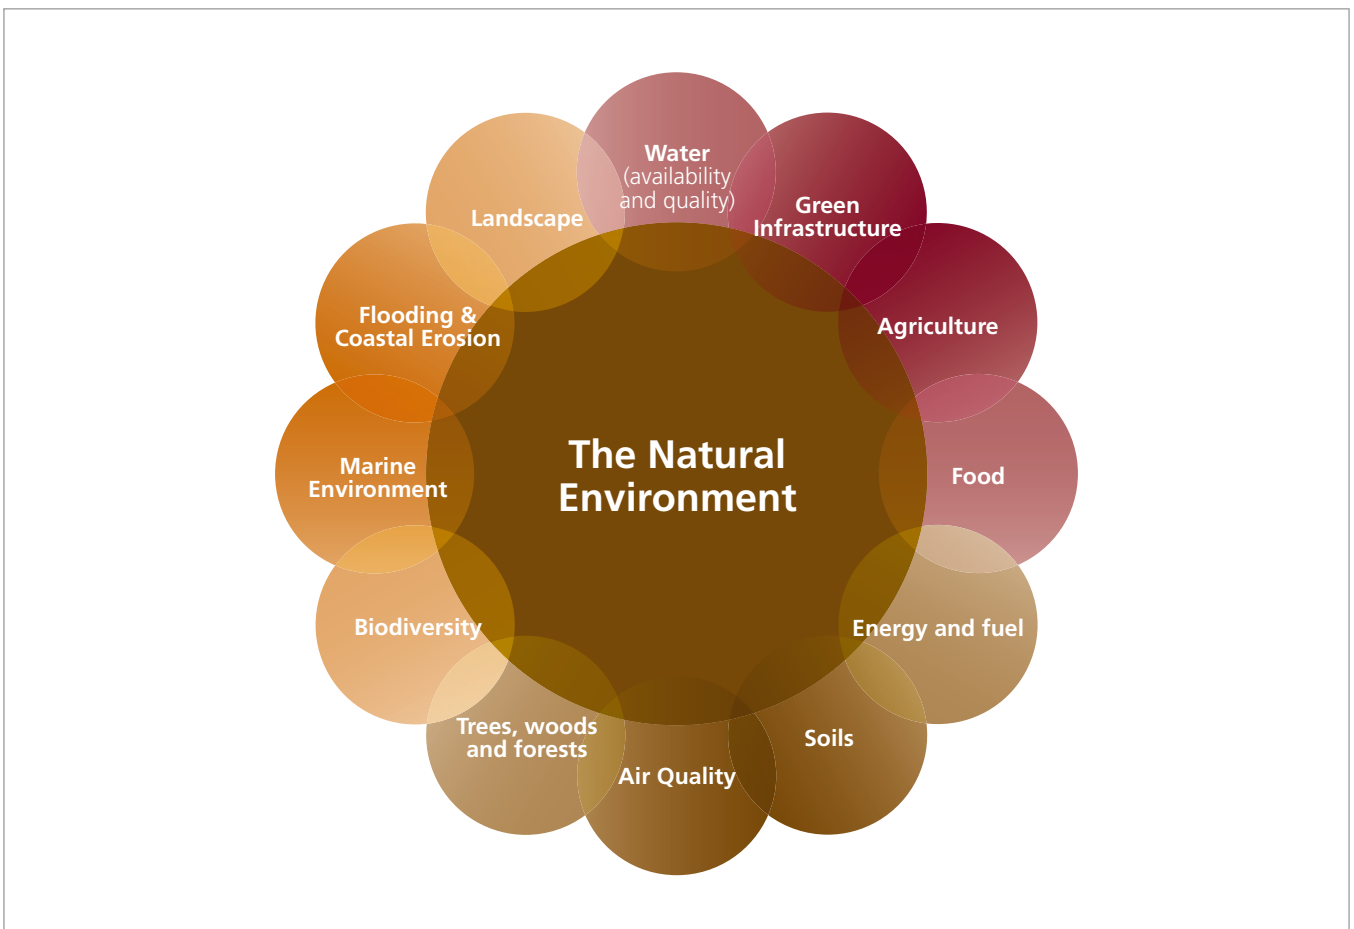 Water
(availability
and quality)
Green
Infrastructure
Agriculture
Food
Energy and fuel
Soils
Air Quality
Trees, woods
and forests
Biodiversity
Marine
Environment
Flooding &
Coastal Erosion
Landscape
The Natural
Environment